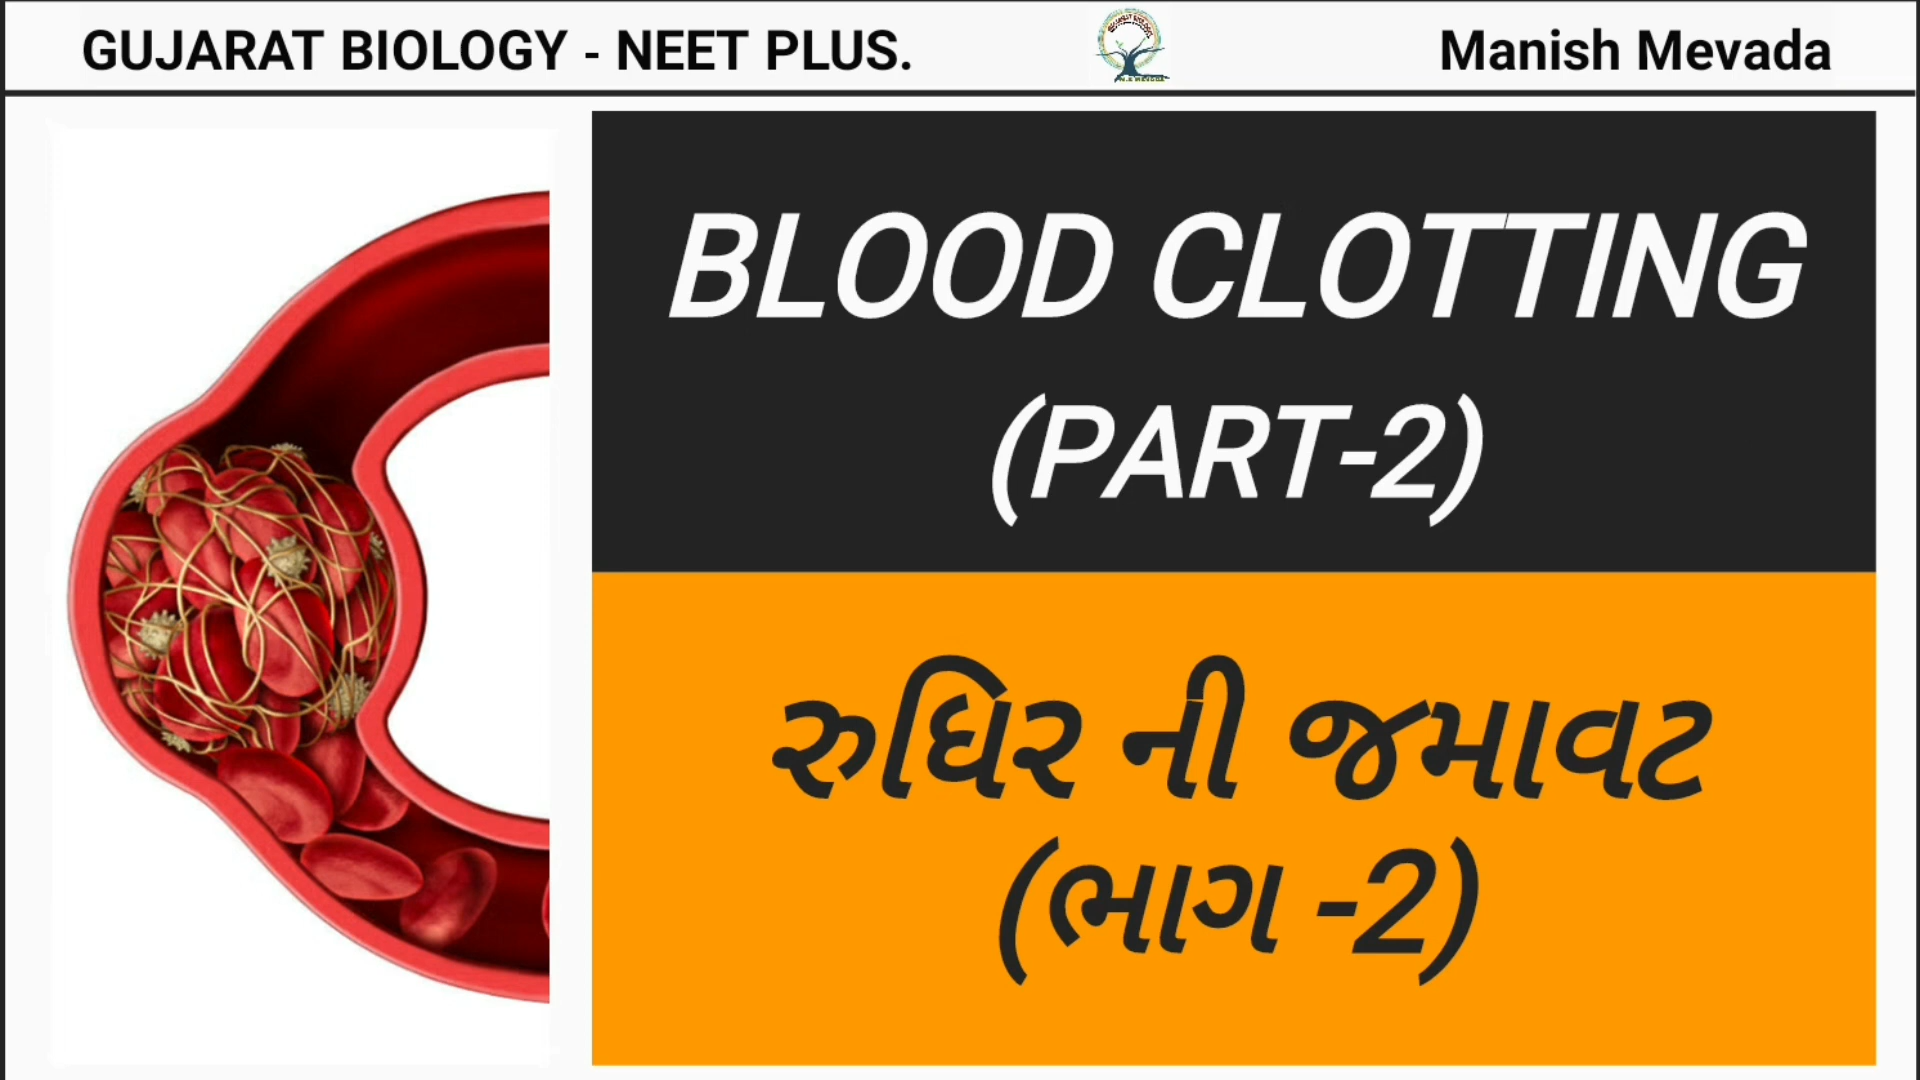 GUJARAT BIOLOGY - NEET PLUS.
Manish Mevada
BLOOD CLOTTING
(PART-2)
રુધિર ની જમાવટ
(ભાગ -2)